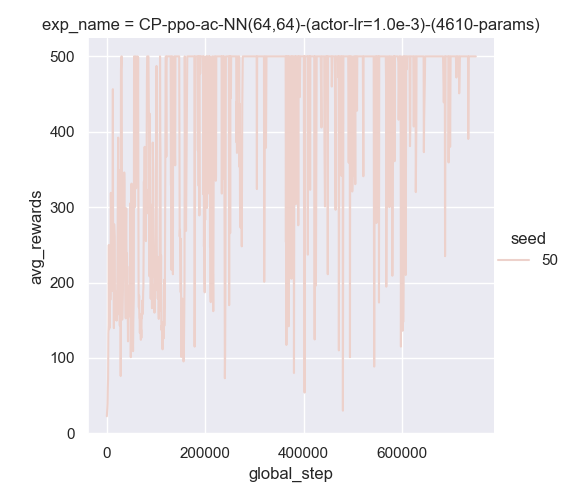 exp_name = CP-ppo-ac-NN(64,64)-(actor-lr=1.0e-3)-(4610-params)
500
400
300
200
100
0
avg_rewards
0 200000 400000 600000
global_step
seed
50